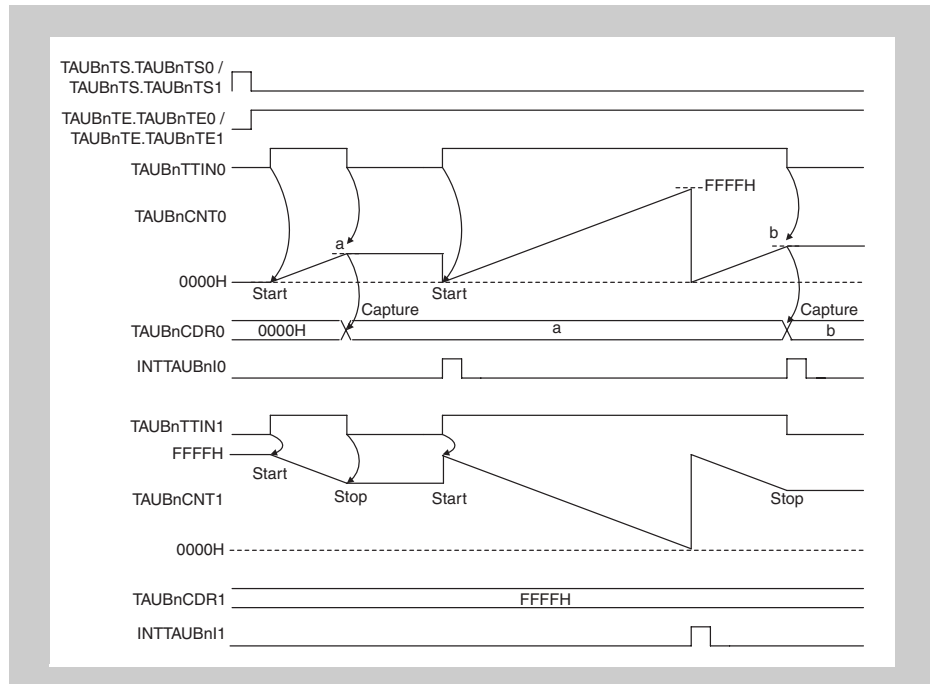 TAUBnTS.TAUBnTS0 /
TAUBnTS.TAUBnTS1
TAUBnTE.TAUBnTE0 /
TAUBnTE.TAUBnTE1
TAUBnTTIN0
FFFFH
TAUBnCNT0
a
b
0000H
Start
Start
Capture
Capture
TAUBnCDR0
0000H
a
b
INTTAUBnI0
TAUBnTTIN1
FFFFH
Start
TAUBnCNT1
Stop
Start
Stop
0000H
TAUBnCDR1
FFFFH
INTTAUBnI1